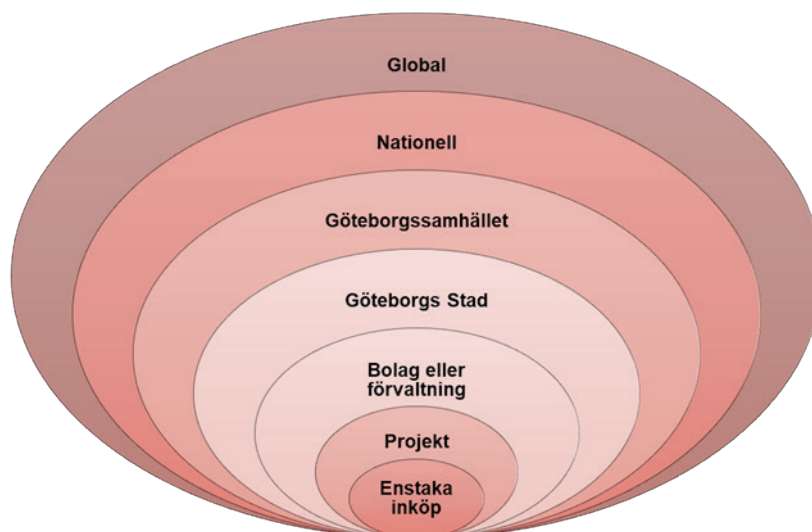 Global
Nationell
Göteborgssamhället
Göteborgs Stad
Bolag eller
förvaltning
Projekt
Enstaka
inköp